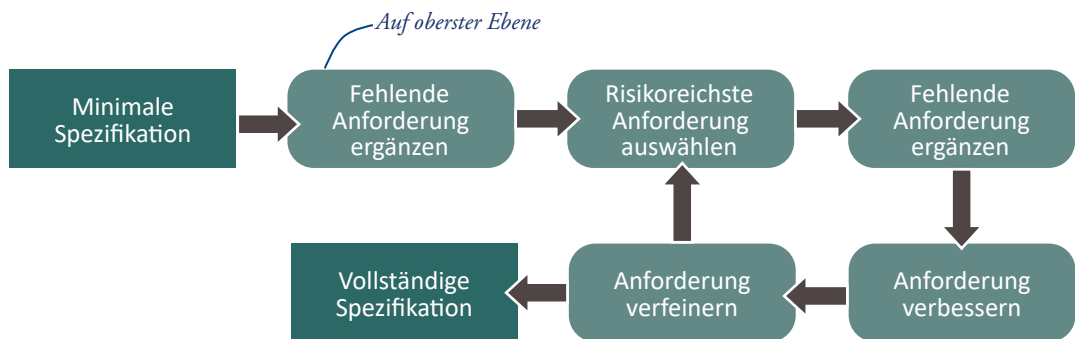 Auf oberster Ebene
Minimale
Spezifikation
Fehlende
Anforderung
ergänzen
Risikoreichste
Anforderung
auswählen
Fehlende
Anforderung
ergänzen
Vollständige
Spezifikation
Anforderung
verfeinern
Anforderung
verbessern